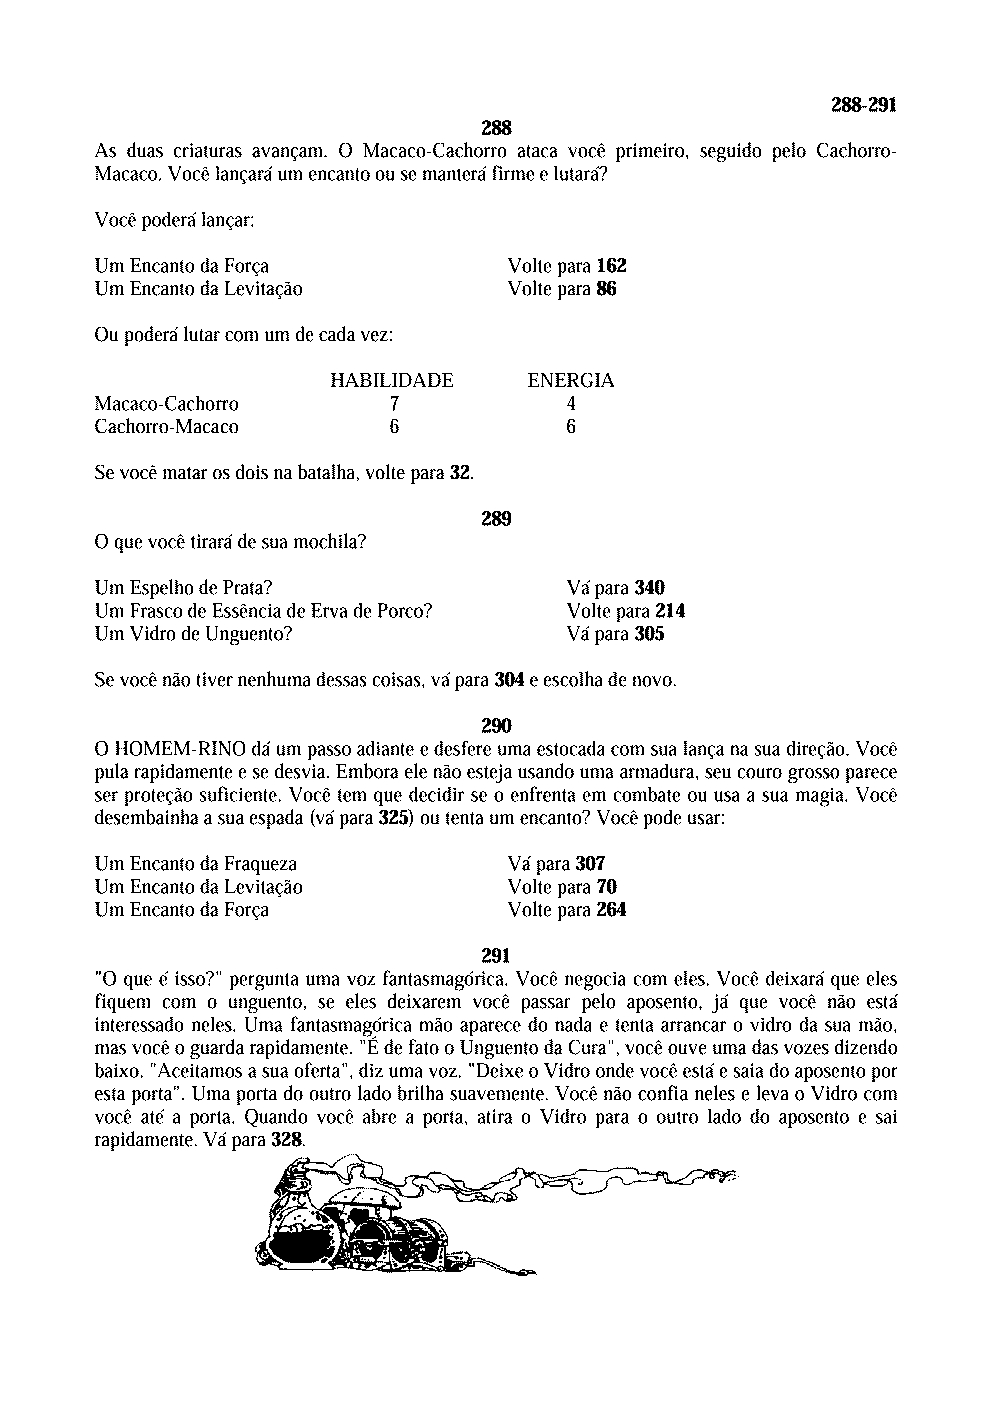 288-291
288
As duas criaturas avançam. O Macaco-Cachorro ataca você primeiro, seguido pelo Cachorro-
Macaco. Você lançará um encanto ou se manterá firme e lutará?
Você poderá lançar:
Um Encanto da Força Volte para 162
Um Encanto da Levitação Volte para 86
Ou poderá lutar com um de cada vez:
HABILIDADE ENERGIA
Macaco-Cachorro 7 4
Cachorro-Macaco 6 6
Se você matar os dois na batalha, volte para 32.
289
O que você tirará de sua mochila?
Um Espelho de Prata? Vá para 340
Um Frasco de Essência de Erva de Porco? Volte para 214
Um Vidro de Unguento? Vá para 305
Se você não tiver nenhuma dessas coisas, vá para 304 e escolha de novo.
290
O HOMEM-RINO dá um passo adiante e desfere uma estocada com sua lança na sua direção. Você
pula rapidamente e se desvia. Embora ele não esteja usando uma armadura, seu couro grosso parece
ser proteção suficiente. Você tem que decidir se o enfrenta em combate ou usa a sua magia. Você
desembainha a sua espada (vá para 325) ou tenta um encanto? Você pode usar:
Um Encanto da Fraqueza Vá para 307
Um Encanto da Levitação Volte para 70
Um Encanto da Força Volte para 264
291
"O que é isso?" pergunta uma voz fantasmagórica. Você negocia com eles. Você deixará que eles
fiquem com o unguento, se eles deixarem você passar pelo aposento, já que você não está
interessado neles. Uma fantasmagórica mão aparece do nada e tenta arrancar o vidro da sua mão,
mas você o guarda rapidamente. "É de fato o Unguento da Cura", você ouve uma das vozes dizendo
baixo. "Aceitamos a sua oferta", diz uma voz. "Deixe o Vidro onde você está e saia do aposento por
esta porta". Uma porta do outro lado brilha suavemente. Você não confia neles e leva o Vidro com
você até a porta. Quando você abre a porta, atira o Vidro para o outro lado do aposento e sai
rapidamente. Vá para 328.